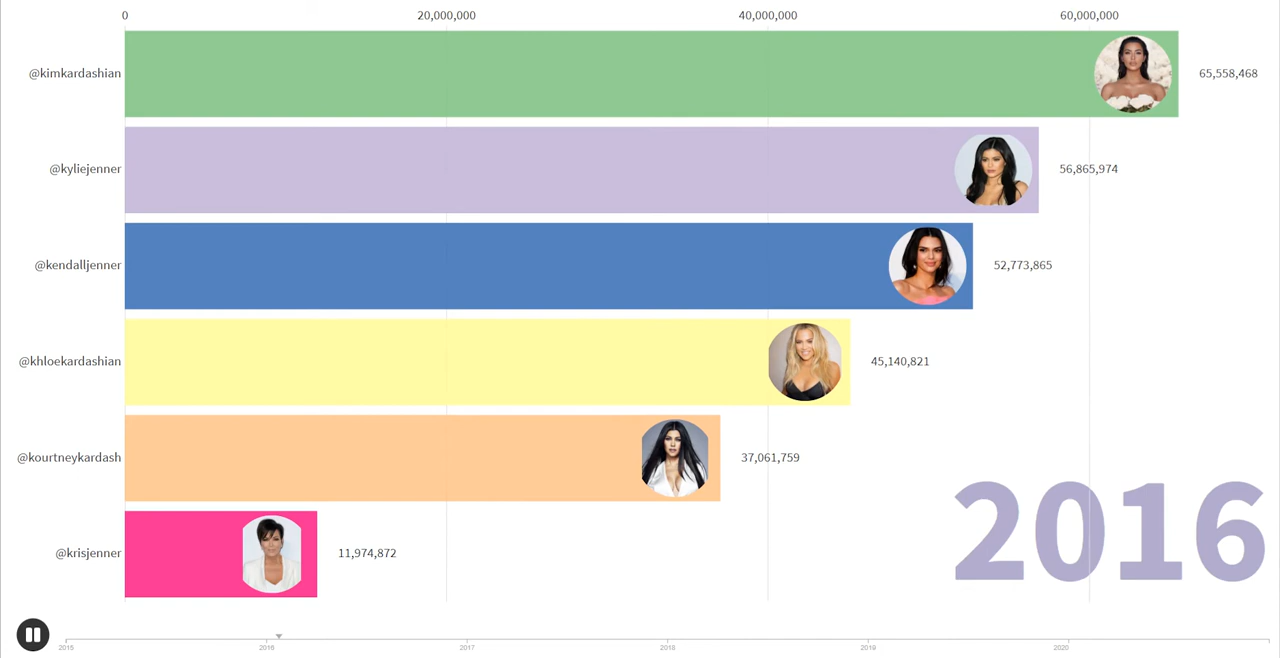 0 20,000,000 40,000,000 60,000,000
@kimkardashian 65,558,468
@kyliejenner 56,865,974
@kendalljenner 52,773,865
@khloekardashian 45,140,821
@kourtneykardash 37,061,759
@krisjenner 11,974,872
2016
2015 2016 2017 2018 2019 2020